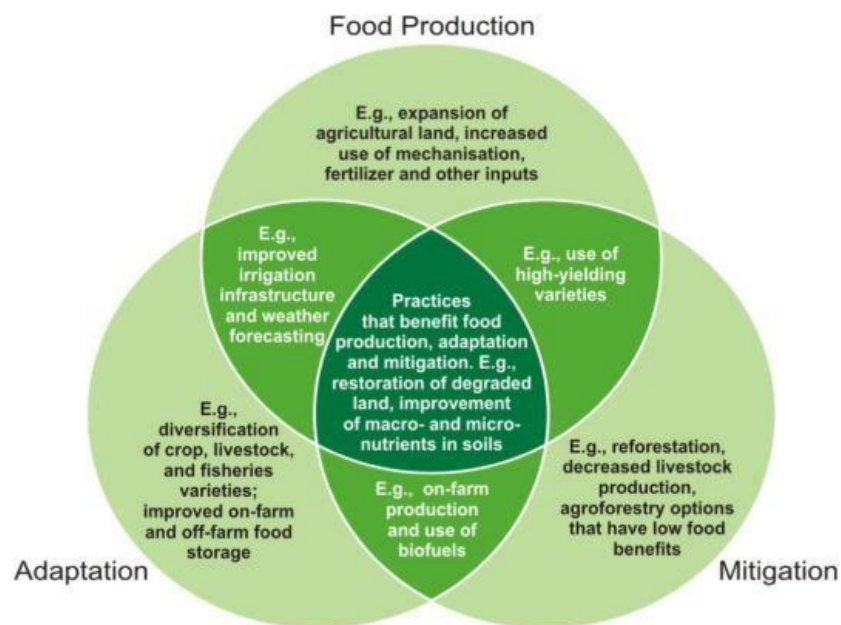 Food Production
E.g., expansion of
agricultural land, increased
use of mechanisation,
fertilizer and other inputs
E.g.,
improved
irrigation
infrastructure
and weather
forecasting
E.g., use of
high-yielding
varieties
Practices
that benefit food
production, adaptation
and mitigation. E.g.,
restoration of degraded
land, improvement
of macro- and micro-
nutrients in soils
E.g.,
diversification
of crop, livestock,
and fisheries
varieties;
improved on-farm
and off-farm food
storage
E.g., on-farm
production
and use of
biofuels
E.g., reforestation,
decreased livestock
production,
agroforestry options
that have low food
benefits
Adaptation
Mitigation